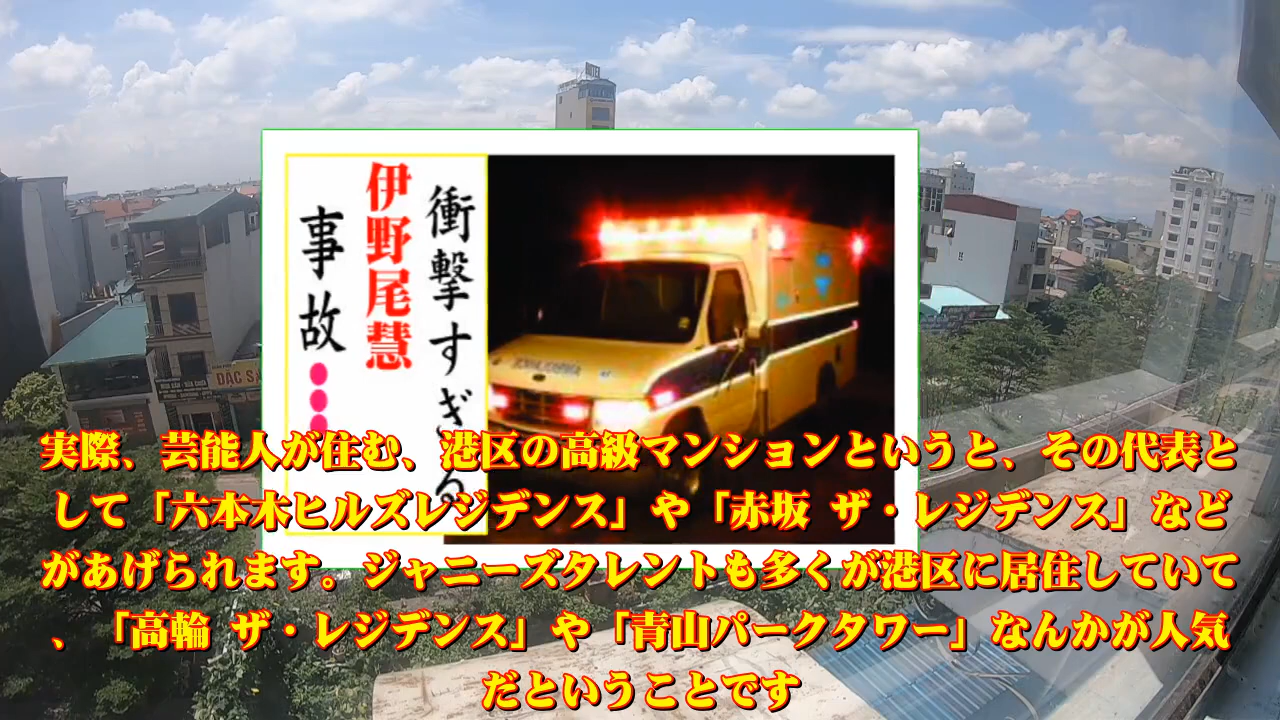 衝撃すぎる
伊野尾慧
事故•••
ĐẶC S
実際、芸能人が住む、港区の高級マンションというと、その代表と
して「六本木ヒルズレジデンス」や「赤坂 ザ・レジデンス」など
があげられます。ジャニーズタレントも多くが港区に居住していて
、「高輪 ザ・レジデンス」や「青山パークタワー」なんかが人気
だということです